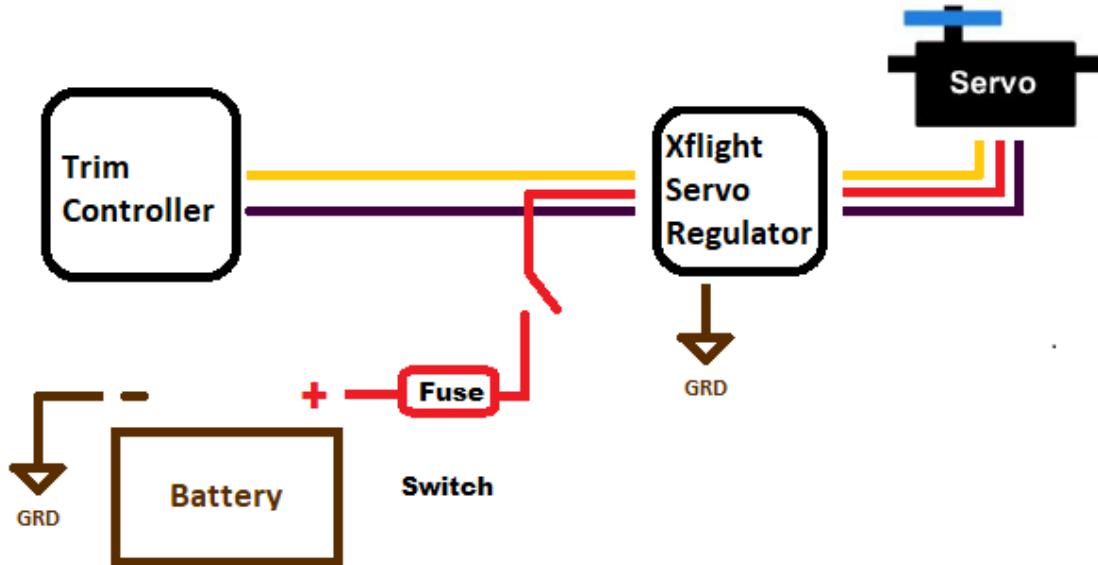 Servo
Trim
Controller
Xflight
Servo
Regulator
GRD
- +
Fuse
Switch
Battery
GRD